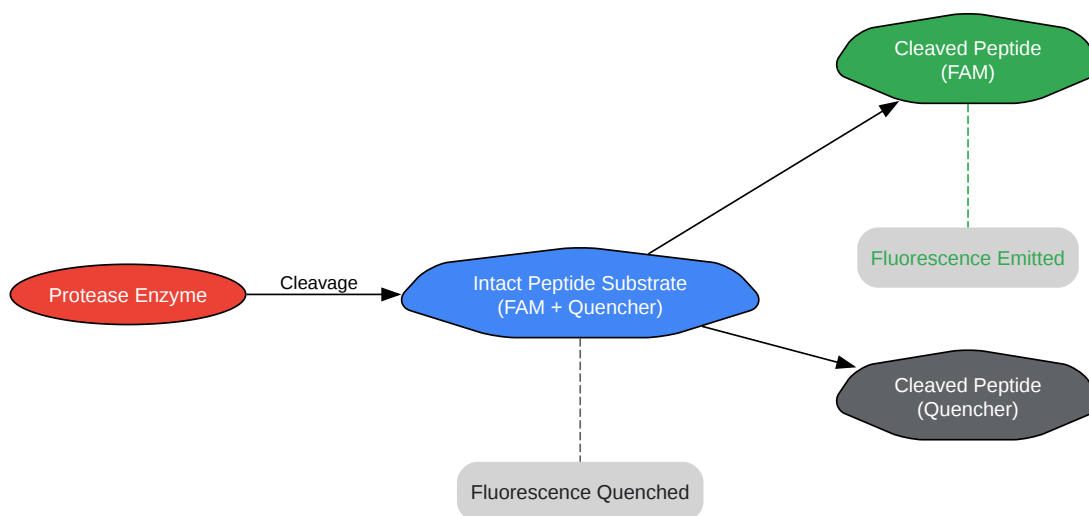 Cleaved Peptide
(FAM)
Fluorescence Emitted
Protease Enzyme
Cleavage
Intact Peptide Substrate
(FAM + Quencher)
Cleaved Peptide
(Quencher)
Fluorescence Quenched